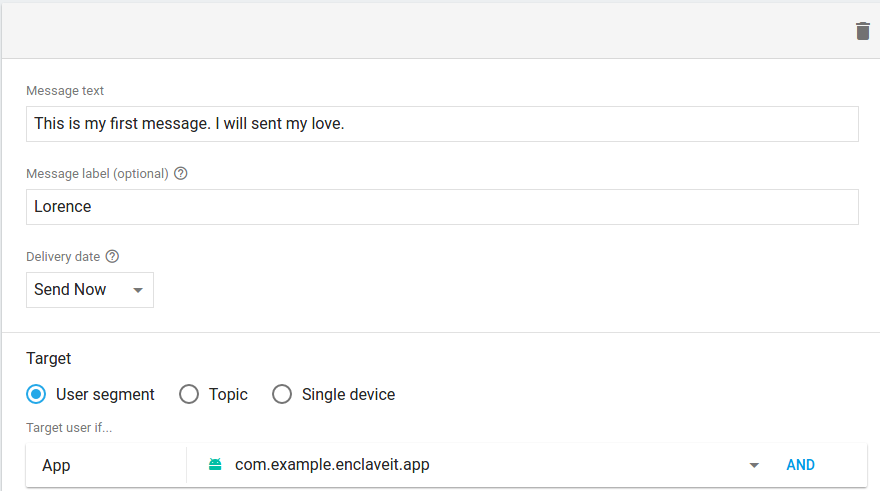 Message text
This is my first message. I will sent my love.
Message label (optional)
Lorence
Delivery date
Send Now
Target
User segment Topic Single device
Target user if...
App com.example.enclaveit.app AND